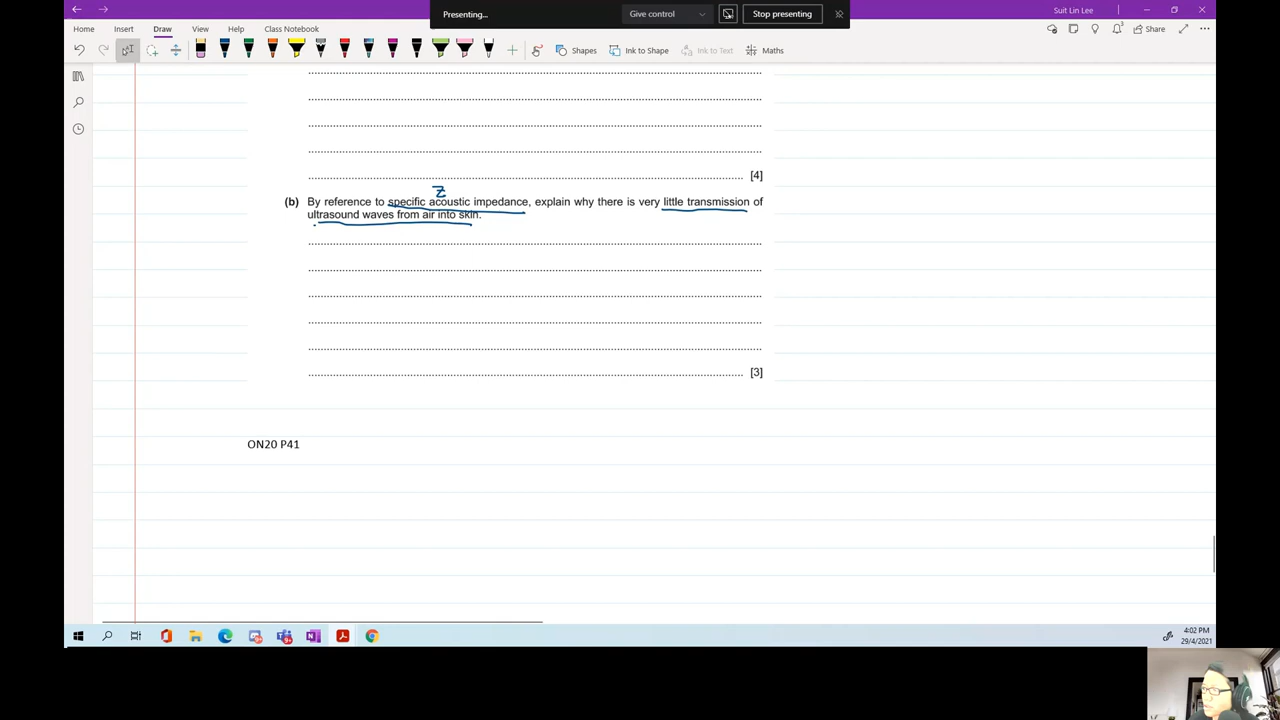 Presenting...
Give control
Stop presenting
Suit Lin Lee
Home Insert Draw View Help Class Notebook
Share
Shapes Ink to Shape Ink to Text Maths
................................................................
................................................................
................................................................
................................................................
................................................................ [4]
z
(b) By reference to specific acoustic impedance, explain why there is very little transmission of
ultrasound waves from air into skin.
................................................................
................................................................
................................................................
................................................................
................................................................
................................................................ [3]
ON20 P41
4:02 PM
29/4/2021